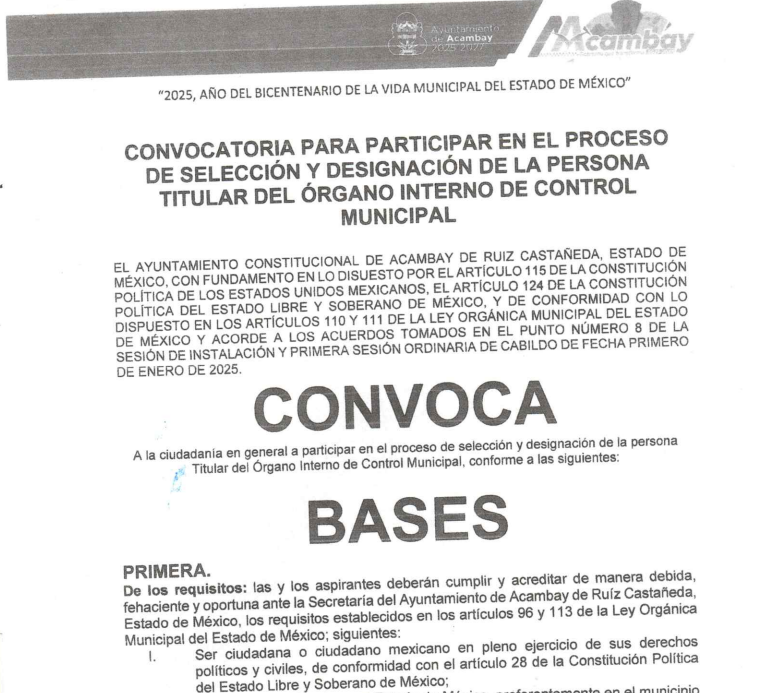 Ayuntamiento
de Acambay
2025-2027
Acambay
"2025, AÑO DEL BICENTENARIO DE LA VIDA MUNICIPAL DEL ESTADO DE MÉXICO"
CONVOCATORIA PARA PARTICIPAR EN EL PROCESO
DE SELECCIÓN Y DESIGNACIÓN DE LA PERSONA
TITULAR DEL ÓRGANO INTERNO DE CONTROL
MUNICIPAL
EL AYUNTAMIENTO CONSTITUCIONAL DE ACAMBAY DE RUIZ CASTAÑEDA, ESTADO DE
MÉXICO, CON FUNDAMENTO EN LO DISUESTO POR EL ARTÍCULO 115 DE LA CONSTITUCIÓN
POLÍTICA DE LOS ESTADOS UNIDOS MEXICANOS, EL ARTÍCULO 124 DE LA CONSTITUCIÓN
POLÍTICA DEL ESTADO LIBRE Y SOBERANO DE MÉXICO, Y DE CONFORMIDAD CON LO
DISPUESTO EN LOS ARTÍCULOS 110 Y 111 DE LA LEY ORGÁNICA MUNICIPAL DEL ESTADO
DE MÉXICO Y ACORDE A LOS ACUERDOS TOMADOS EN EL PUNTO NÚMERO 8 DE LA
SESIÓN DE INSTALACIÓN Y PRIMERA SESIÓN ORDINARIA DE CABILDO DE FECHA PRIMERO
DE ENERO DE 2025.
CONVOCA
A la ciudadanía en general a participar en el proceso de selección y designación de la persona
Titular del Órgano Interno de Control Municipal, conforme a las siguientes:
BASES
PRIMERA.
De los requisitos: las y los aspirantes deberán cumplir y acreditar de manera debida,
fehaciente y oportuna ante la Secretaría del Ayuntamiento de Acambay de Ruíz Castañeda,
Estado de México, los requisitos establecidos en los artículos 96 y 113 de la Ley Orgánica
Municipal del Estado de México; siguientes:
I. Ser ciudadana o ciudadano mexicano en pleno ejercicio de sus derechos
políticos y civiles, de conformidad con el artículo 28 de la Constitución Política
del Estado Libre y Soberano de México;
México, preferentemente en el municipio